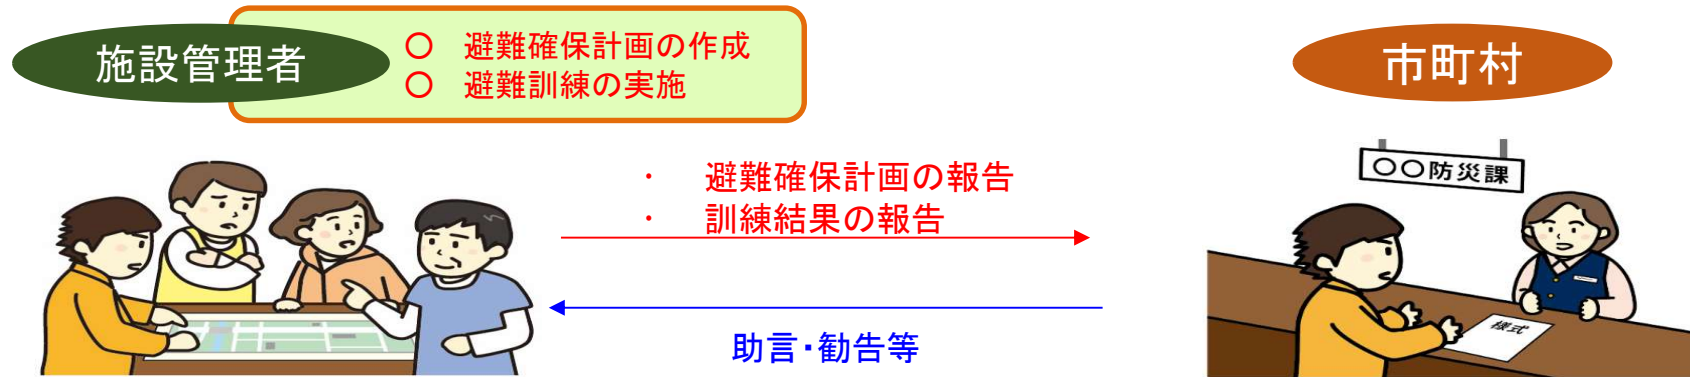 施設管理者
〇 避難確保計画の作成
〇 避難訓練の実施
市町村
・ 避難確保計画の報告
・ 訓練結果の報告
助言・勧告等
〇〇防災課
様式